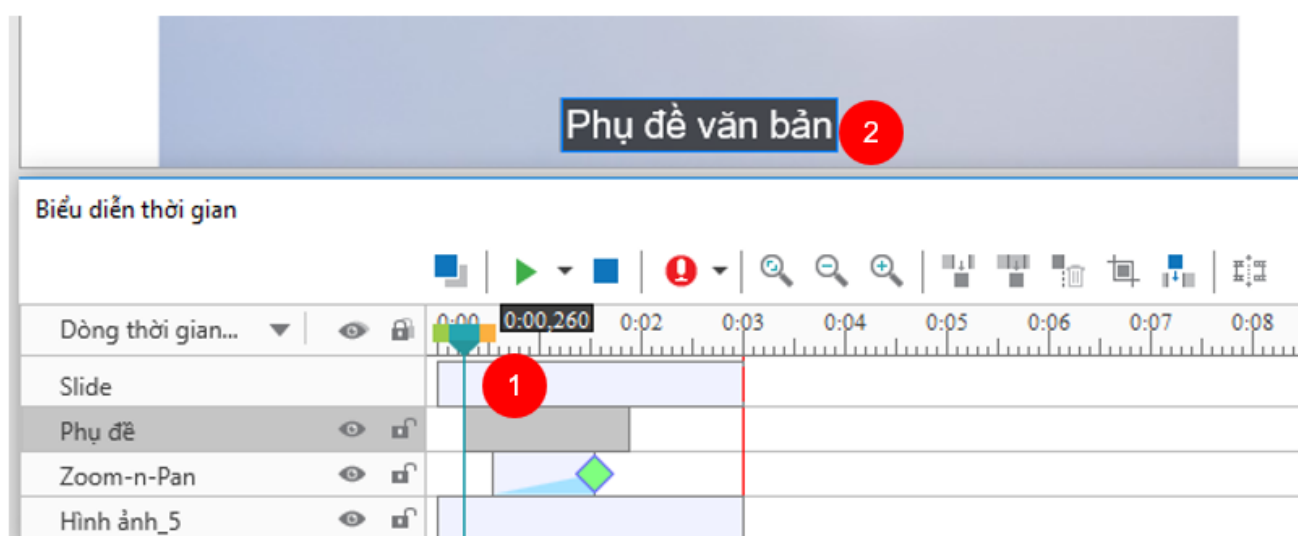 Phụ đề văn bản
2
Biểu diễn thời gian
Dòng thời gian...
0:00 0:00,260 0:02 0:03 0:04 0:05 0:06 0:07 0:08
Slide
1
Phụ đề
Zoom-n-Pan
Hình ảnh_5